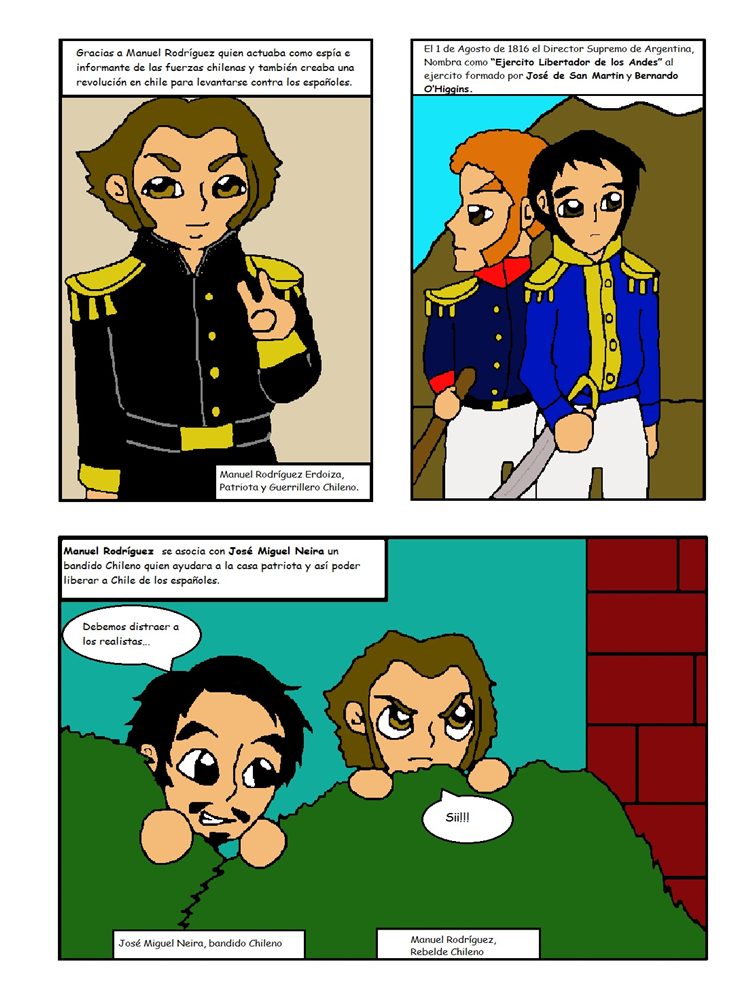 Gracias a Manuel Rodríguez quien actuaba como espía e
informante de las fuerzas chilenas y también creaba una
revolución en chile para levantarse contra los españoles.
Manuel Rodríguez Erdoiza,
Patriota y Guerrillero Chileno.
El 1 de Agosto de 1816 el Director Supremo de Argentina,
Nombra como “Ejercito Libertador de los Andes” al
ejercito formado por José de San Martin y Bernardo
O’Higgins.
Manuel Rodríguez se asocia con José Miguel Neira un
bandido Chileno quien ayudara a la casa patriota y así poder
liberar a Chile de los españoles.
Debemos distraer a
los realistas...
Sii!!!
José Miguel Neira, bandido Chileno
Manuel Rodríguez,
Rebelde Chileno